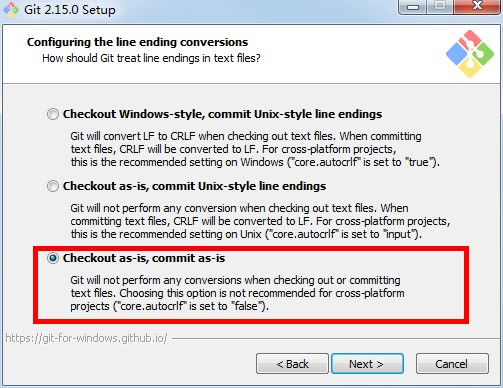 Git 2.15.0 Setup
Configuring the line ending conversions
How should Git treat line endings in text files?
Checkout Windows-style, commit Unix-style line endings
Git will convert LF to CRLF when checking out text files. When committing
text files, CRLF will be converted to LF. For cross-platform projects,
this is the recommended setting on Windows ("core.autocrlf" is set to "true").
Checkout as-is, commit Unix-style line endings
Git will not perform any conversion when checking out text files. When
committing text files, CRLF will be converted to LF. For cross-platform projects,
this is the recommended setting on Unix ("core.autocrlf" is set to "input").
Checkout as-is, commit as-is
Git will not perform any conversions when checking out or committing
text files. Choosing this option is not recommended for cross-platform
projects ("core.autocrlf" is set to "false").
https://git-for-windows.github.io/
< Back
Next >
Cancel